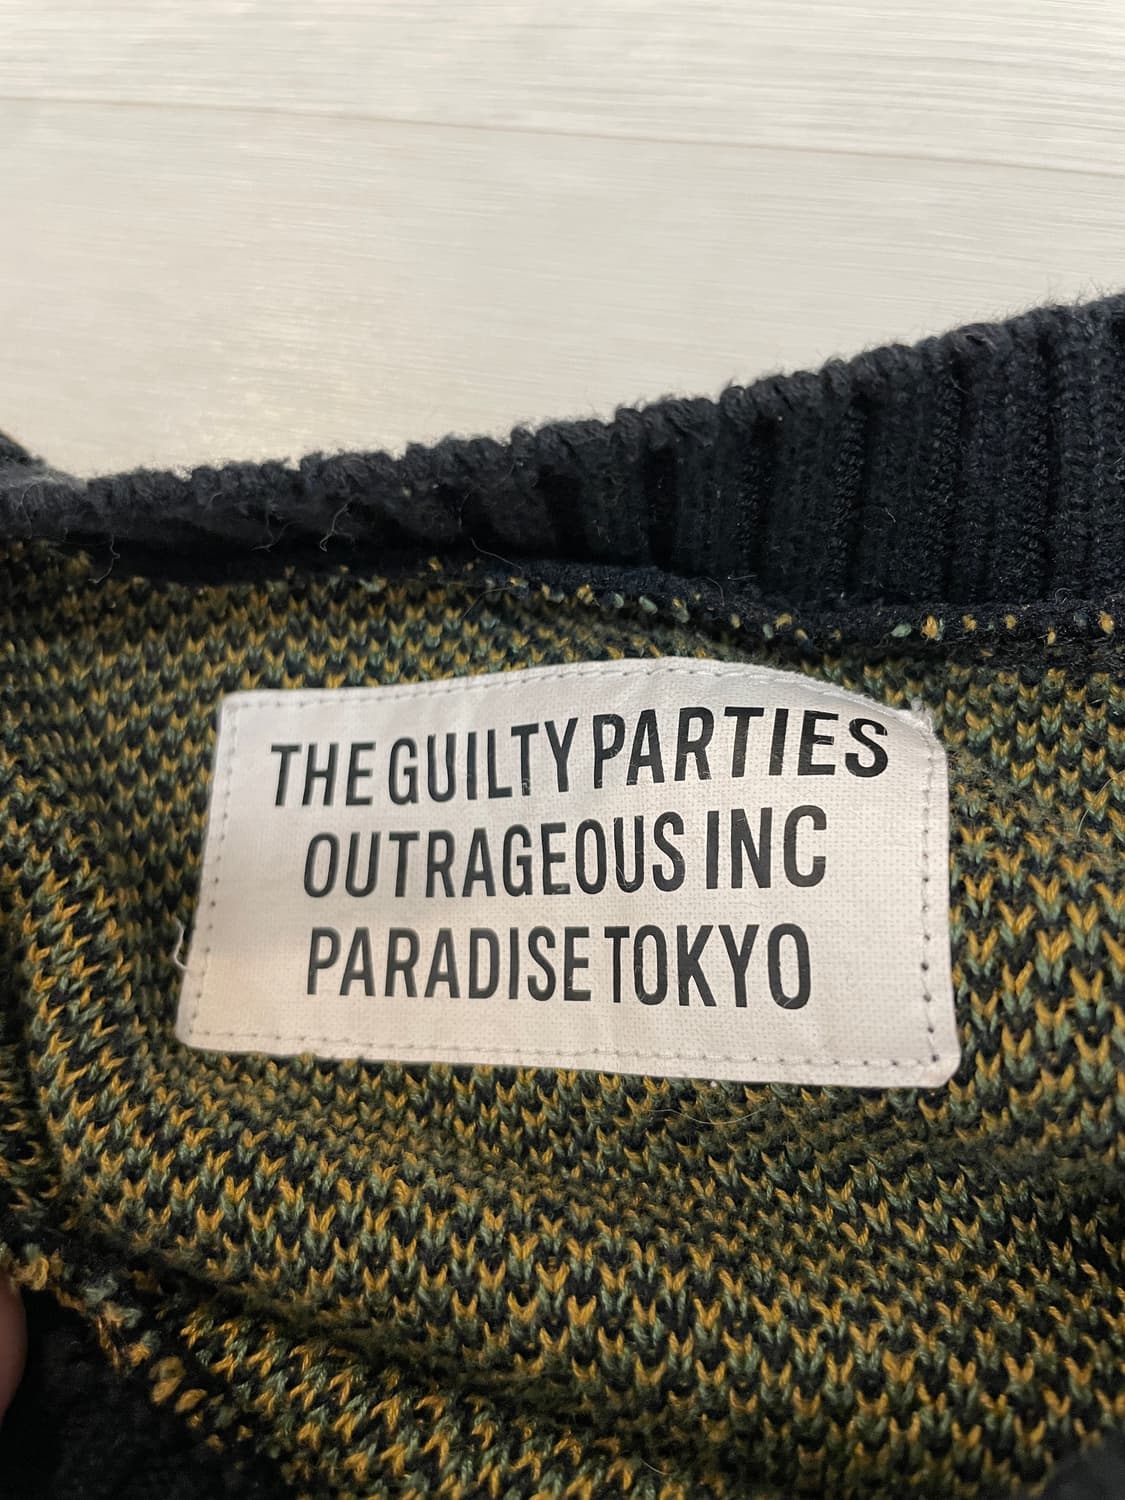 THE GUILTY PARTIES
OUTRAGEOUS INC
PARADISE TOKYO